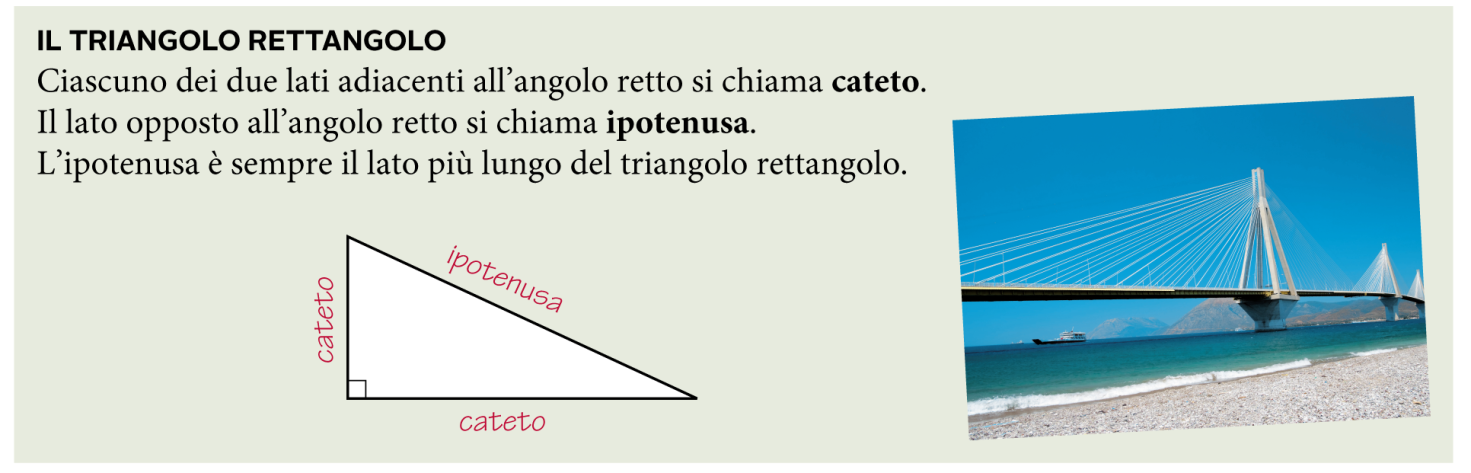 IL TRIANGOLO RETTANGOLO
Ciascuno dei due lati adiacenti all’angolo retto si chiama cateto.
Il lato opposto all’angolo retto si chiama ipotenusa.
L’ipotenusa è sempre il lato più lungo del triangolo rettangolo.
ipotenusa
cateto
cateto